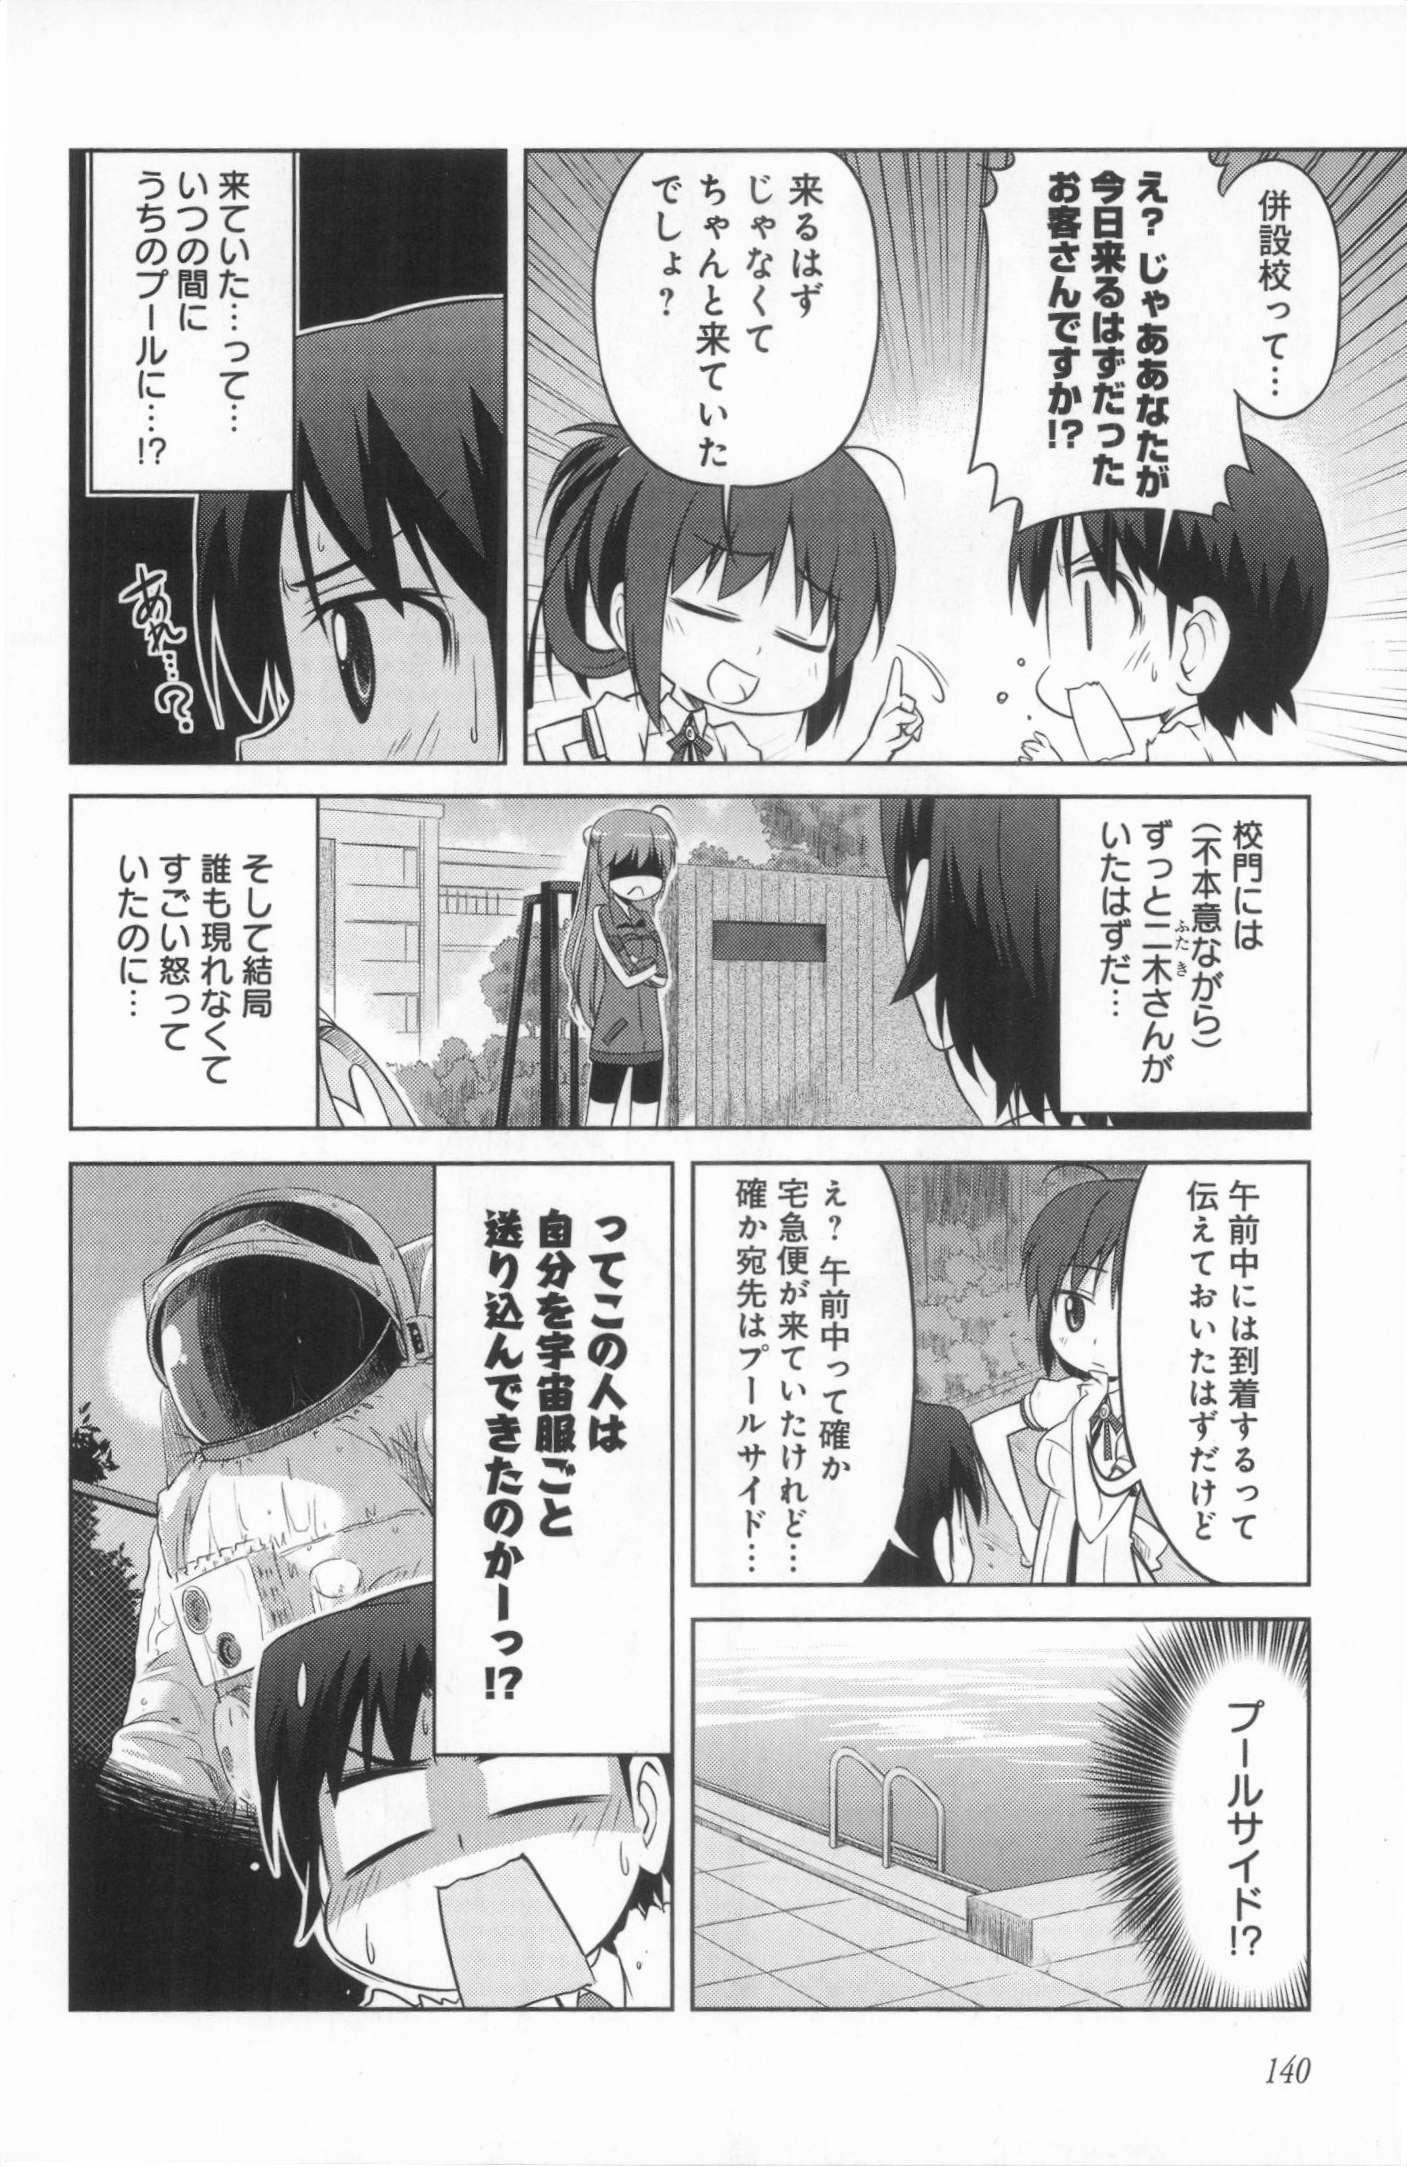 併設校って…
え？じゃああなたが
今日来るはずだった
お客さんですか!?
来るはず
じゃなくて
ちゃんと来ていた
でしょ？
来ていた…って…
いつの間に
うちのプールに…!?
あれ…？
校門には
（不本意ながら）
ずっと二木さんが
ふたき
いたはずだ…
そして結局
誰も現れなくて
すごい怒って
いたのに…
午前中には到着するって
伝えておいたはずだけど
え？午前中って確か
宅急便が来ていたけれど…
確か宛先はプールサイド…
プールサイド!?
ってこの人は
自分を宇宙服ごと
送り込んできたのかーっ!?
140